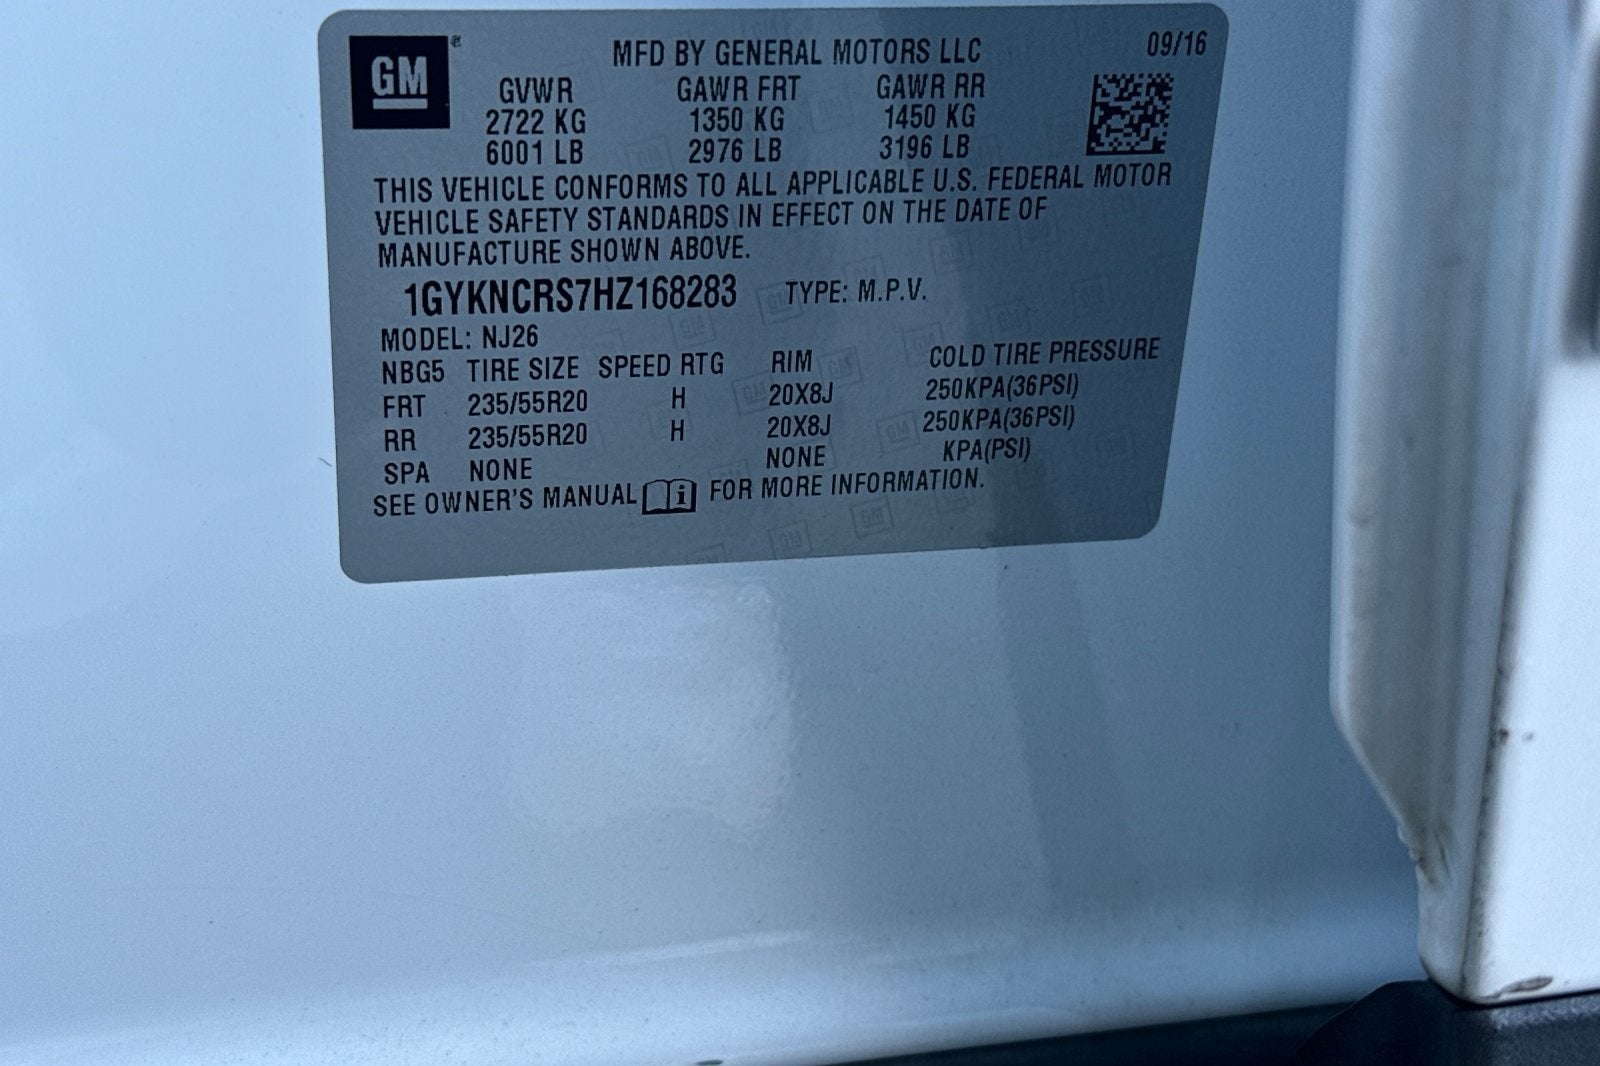 GM ® MFD BY GENERAL MOTORS LLC 09/16
GVWR GAWR FRT GAWR RR
2722 KG 1350 KG 1450 KG
6001 LB 2976 LB 3196 LB
THIS VEHICLE CONFORMS TO ALL APPLICABLE U.S. FEDERAL MOTOR
VEHICLE SAFETY STANDARDS IN EFFECT ON THE DATE OF
MANUFACTURE SHOWN ABOVE.
1GYKNCRS7HZ168283 TYPE: M.P.V.
MODEL: NJ26
NBG5 TIRE SIZE SPEED RTG RIM COLD TIRE PRESSURE
FRT 235/55R20 H 20X8J 250KPA(36PSI)
RR 235/55R20 H 20X8J 250KPA(36PSI)
SPA NONE NONE KPA(PSI)
SEE OWNER'S MANUAL i FOR MORE INFORMATION.